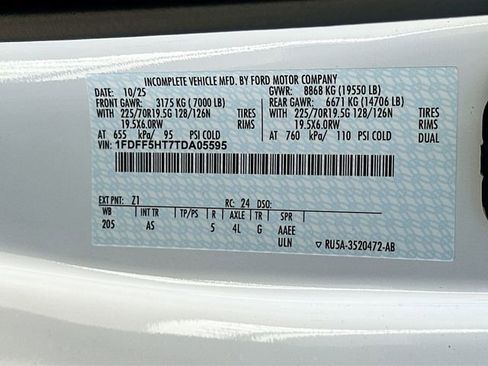 INCOMPLETE VEHICLE MFD. BY FORD MOTOR COMPANY
10/25 GVWR: 8868 KG (19550 LB)
FRONT GAWR: 3175 KG (7000 LB) REAR GAWR: 6671 KG (14706 LB)
WITH 225/70R19.5G 128/126N TIRES WITH 225/70R19.5G 128/126N TIRES
19.5X6.0RW RIMS 19.5X6.0RW RIMS
AT 655 kPa/ 95 PSI COLD AT 760 kPa/ 110 PSI COLD DUAL
VIN: 1FDFF5HT7TDA05595
EXT PNT: Z1 RC: 24 DSO:
WB INT TR TP/PS R AXLE TR SPR
205 AS 5 4L G AAEE
ULN ▽ RU5A-3520472-AB